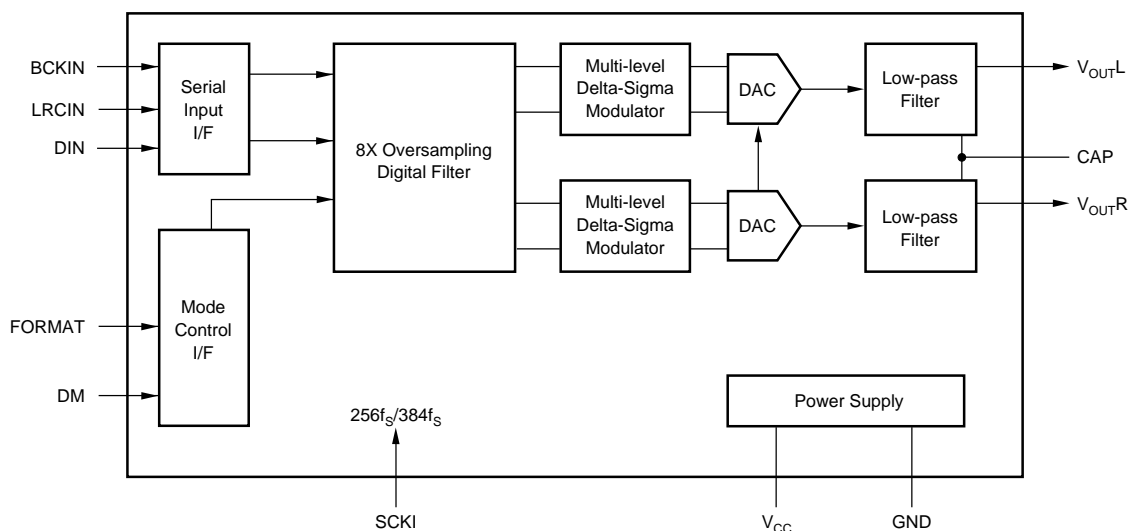 BCKIN
LRCIN
DIN
Serial
Input
I/F
8X Oversampling
Digital Filter
Multi-level
Delta-Sigma
Modulator
DAC
Low-pass
Filter
VOUTL
CAP
Multi-level
Delta-Sigma
Modulator
DAC
Low-pass
Filter
VOUTR
FORMAT
DM
Mode
Control
I/F
256fS/384fS
SCKI
Power Supply
VCC
GND